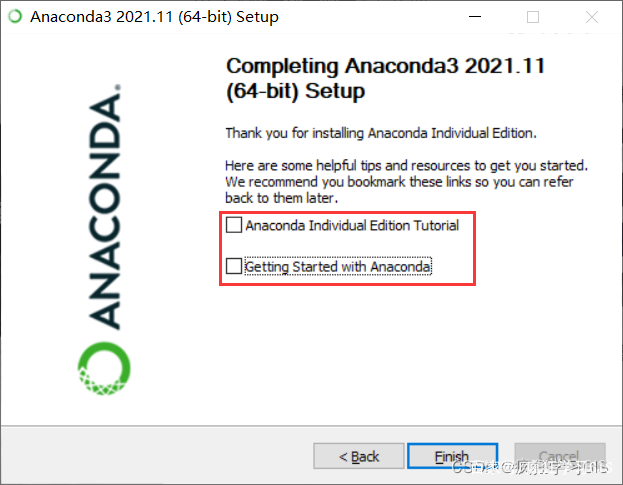 Anaconda3 2021.11 (64-bit) Setup
Completing Anaconda3 2021.11
(64-bit) Setup
Thank you for installing Anaconda Individual Edition.
Here are some helpful tips and resources to get you started.
We recommend you bookmark these links so you can refer
back to them later.
Anaconda Individual Edition Tutorial
Getting Started with Anaconda
ANACONDA.
< Back
Finish
Cancel